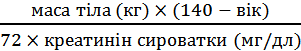 маса тіла (кг) × (140 − вік)
72 × креатинін сироватки (мг/дл)